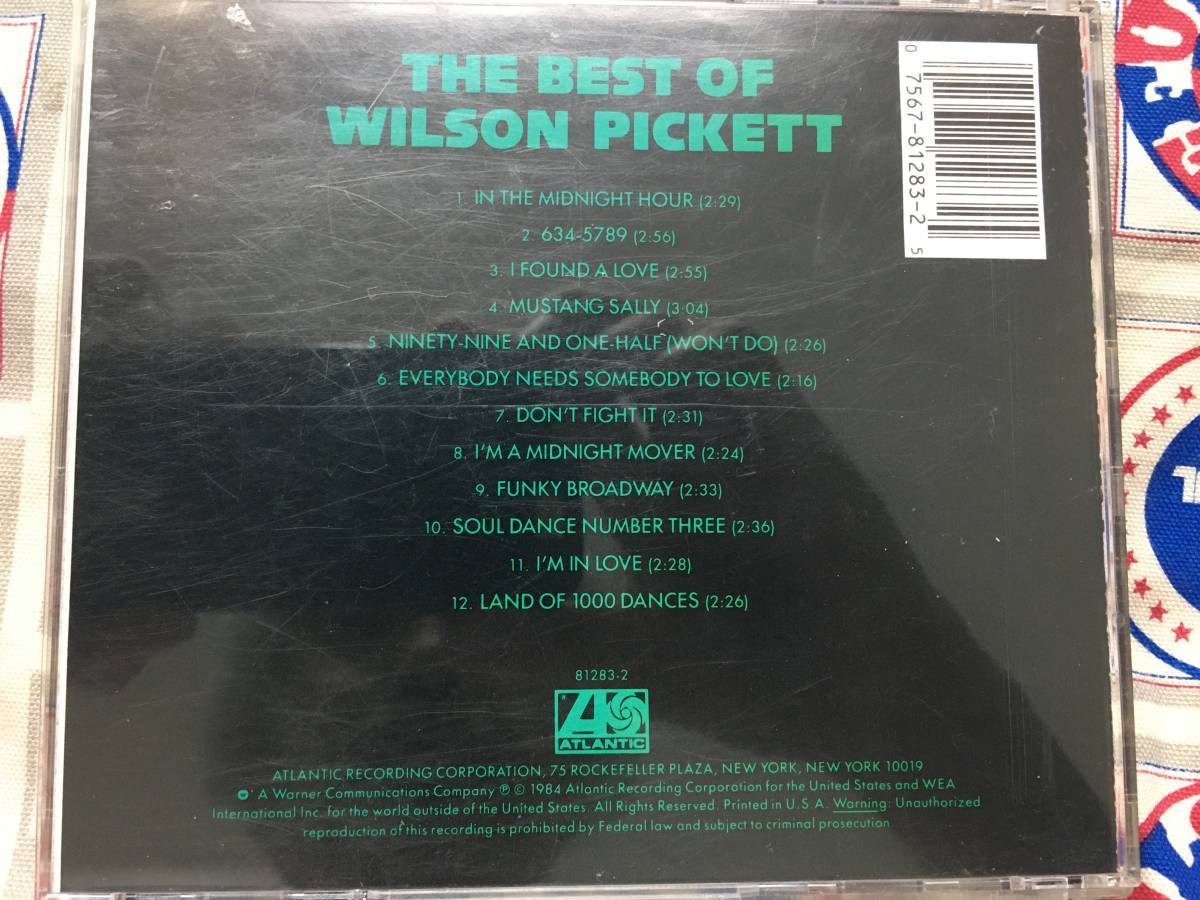 THE BEST OF
WILSON PICKETT
1. IN THE MIDNIGHT HOUR (2:29)
2. 634-5789 (2:56)
3. I FOUND A LOVE (2:55)
4. MUSTANG SALLY (3:04)
5. NINETY-NINE AND ONE-HALF (WON'T DO) (2:26)
6. EVERYBODY NEEDS SOMEBODY TO LOVE (2:16)
7. DON'T FIGHT IT (2:31)
8. I'M A MIDNIGHT MOVER (2:24)
9. FUNKY BROADWAY (2:33)
10. SOUL DANCE NUMBER THREE (2:36)
11. I'M IN LOVE (2:28)
12. LAND OF 1000 DANCES (2:26)
0 7567-81283-2 5
81283-2
ATLANTIC
ATLANTIC RECORDING CORPORATION, 75 ROCKEFELLER PLAZA, NEW YORK, NEW YORK 10019
A Warner Communications Company ℗ © 1984 Atlantic Recording Corporation for the United States and WEA
International Inc. for the world outside of the United States. All Rights Reserved. Printed in U.S.A. Warning: Unauthorized
reproduction of this recording is prohibited by Federal law and subject to criminal prosecution